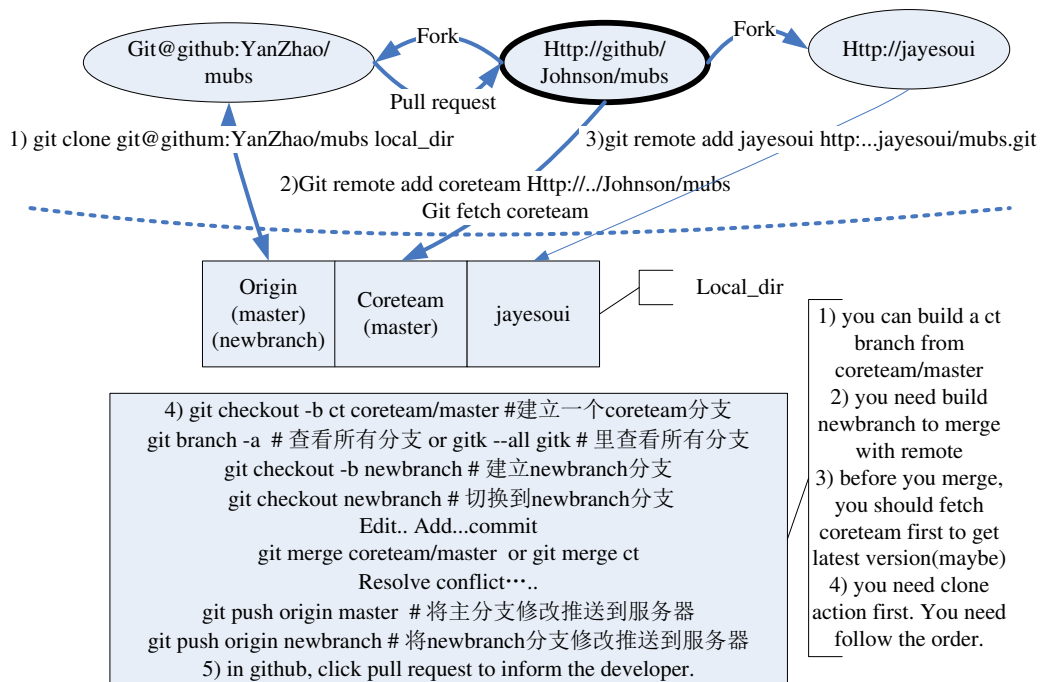 Git@github:YanZhao/
mubs
Fork
Http://github/
Johnson/mubs
Fork
Http://jayesoui
Pull request
1) git clone git@githum:YanZhao/mubs local_dir
3)git remote add jayesoui http:...jayesoui/mubs.git
2)Git remote add coreteam Http://../Johnson/mubs
Git fetch coreteam
Origin
(master)
(newbranch)
Coreteam
(master)
jayesoui
Local_dir
4) git checkout -b ct coreteam/master #建立一个coreteam分支
git branch -a # 查看所有分支 or gitk --all gitk # 里查看所有分支
git checkout -b newbranch # 建立newbranch分支
git checkout newbranch # 切换到newbranch分支
Edit.. Add...commit
git merge coreteam/master or git merge ct
Resolve conflict…..
git push origin master # 将主分支修改推送到服务器
git push origin newbranch # 将newbranch分支修改推送到服务器
5) in github, click pull request to inform the developer.
1) you can build a ct
branch from
coreteam/master
2) you need build
newbranch to merge
with remote
3) before you merge,
you should fetch
coreteam first to get
latest version(maybe)
4) you need clone
action first. You need
follow the order.